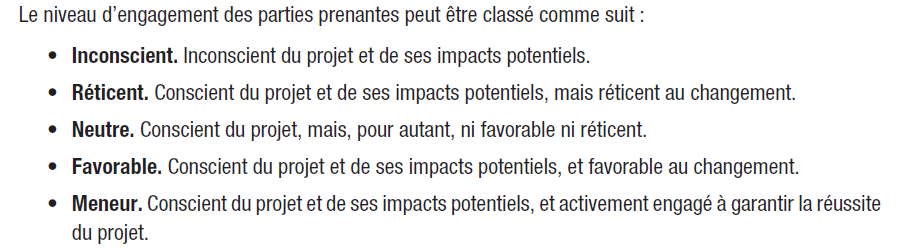 Le niveau d’engagement des parties prenantes peut être classé comme suit :
• Inconscient. Inconscient du projet et de ses impacts potentiels.
• Réticent. Conscient du projet et de ses impacts potentiels, mais réticent au changement.
• Neutre. Conscient du projet, mais, pour autant, ni favorable ni réticent.
• Favorable. Conscient du projet et de ses impacts potentiels, et favorable au changement.
• Meneur. Conscient du projet et de ses impacts potentiels, et activement engagé à garantir la réussite
du projet.